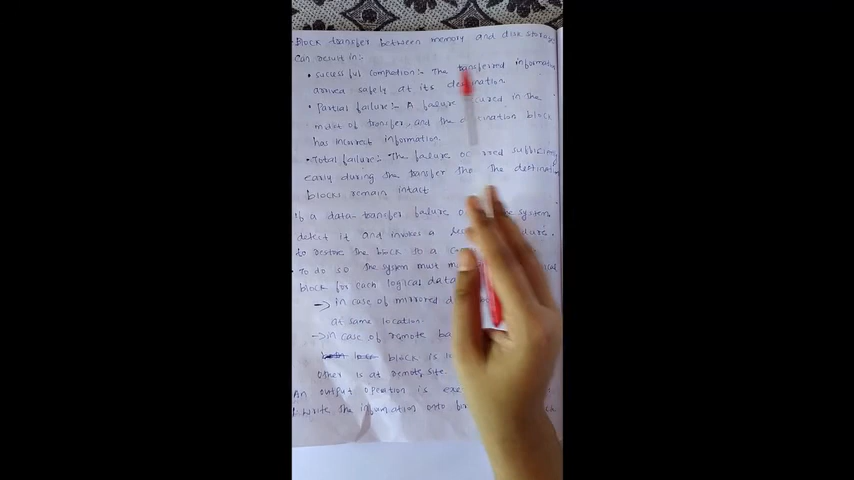 Block transfer between memory and disk storage
can result in:-
• successful completion:- The transferred information
arrived safely at its destination
• Partial failure:- A failure occured in the
midst of transfer, and the destination block
has incorrect information.
• Total failure:- The failure occurred sufficiently
early during the transfer the destination
blocks remain intact
If a data-transfer failure the system
detect it and invokes a
to restore the block to a
• To do so the system must
block for each logical data
→ in case of mirrored
at same location.
→ in case of remote
block is
other is at remote site.
An output operation is
1. write the information onto